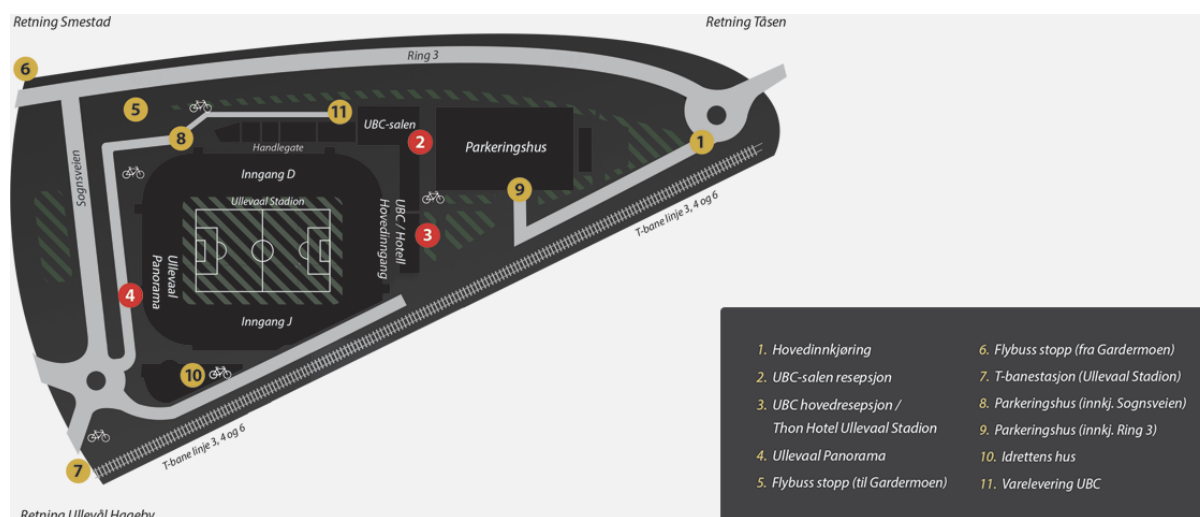 Retning Smestad
Retning Tåsen
6
Ring 3
5
11
8
UBC-salen
2
Parkeringshus
1
Handlegate
Inngang D
Sognsveien
9
Ullevaal Stadion
UBC / Hotell
Hovedinngang
3
T-bane linje 3, 4 og 6
Ullevaal
Panorama
4
Inngang J
10
7
T-bane linje 3, 4 og 6
Retning Ullevål Hageby
1. Hovedinnkjøring
2. UBC-salen resepsjon
3. UBC hovedresepsjon /
Thon Hotel Ullevaal Stadion
4. Ullevaal Panorama
5. Flybuss stopp (til Gardermoen)
6. Flybuss stopp (fra Gardermoen)
7. T-banestasjon (Ullevaal Stadion)
8. Parkeringshus (innkj. Sognsveien)
9. Parkeringshus (innkj. Ring 3)
10. Idrettens hus
11. Varelevering UBC